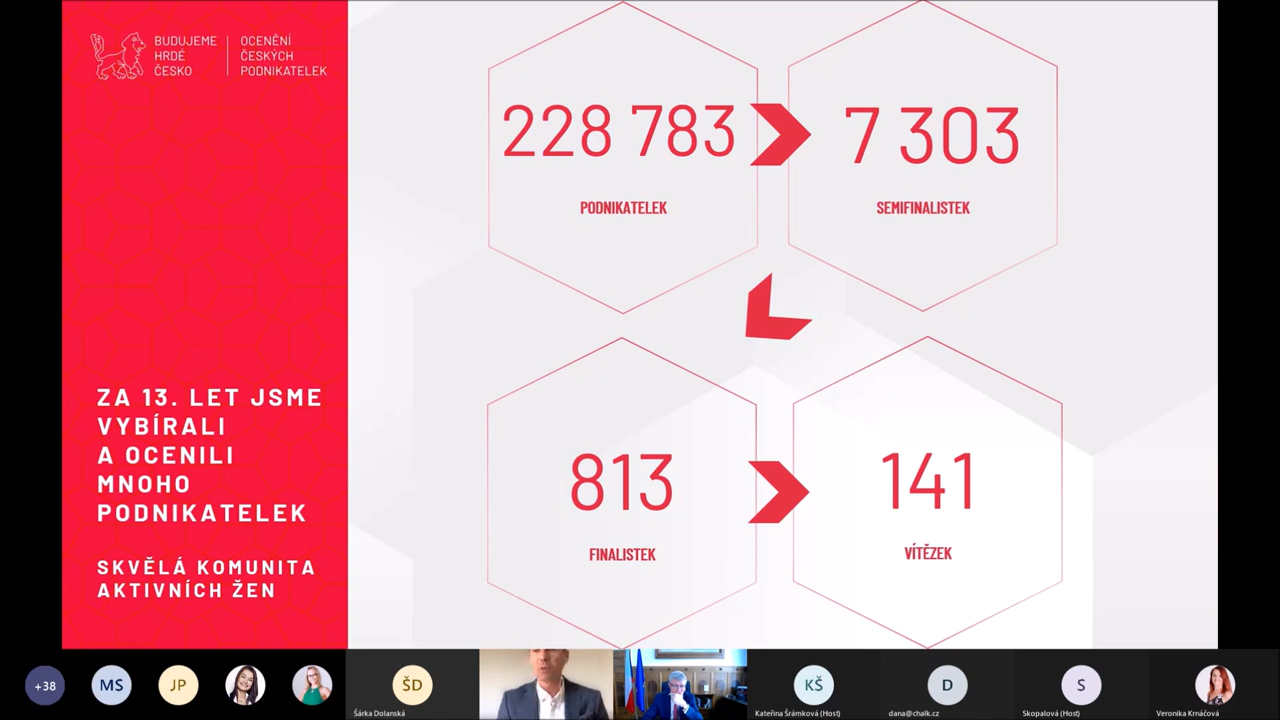 BUDUJEME
HRDÉ
ČESKO
OCENĚNÍ
ČESKÝCH
PODNIKATELEK
ZA 13. LET JSME
VYBÍRALI
A OCENILI
MNOHO
PODNIKATELEK
SKVĚLÁ KOMUNITA
AKTIVNÍCH ŽEN
228 783
PODNIKATELEK
7 303
SEMIFINALISTEK
813
FINALISTEK
141
VÍTĚZEK
+38
MS
JP
ŠD
Šárka Dolanská
KŠ
Kateřina Šrámková (Host)
D
dana@chalk.cz
S
Skopalová (Host)
Veronika Krnáčová